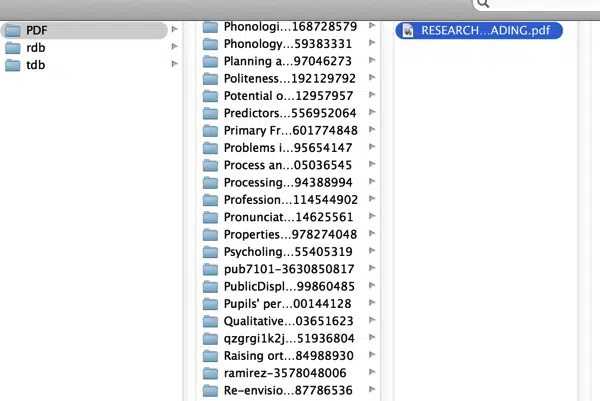 PDF
rdb
tdb
Phonologi...168728579
Phonology...59383331
Planning a...97046273
Politeness...192129792
Potential o...12957957
Predictors...556952064
Primary Fr...601774848
Problems i...95654147
Process an...05036545
Processing...94388994
Profession...114544902
Pronunciat...14625561
Properties...978274048
Psycholing...55405319
pub7101-3630850817
PublicDispl...99860485
Pupils' per...00144128
Qualitative...03651623
qzgrgi1k2j...51936804
Raising ort...84988930
ramirez-3578048006
Re-envisio...87786536
RESEARCH...ADING.pdf